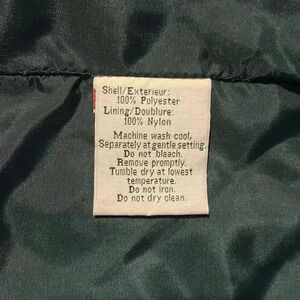 Shell/Exterieur:
100% Polyester
Lining/Doublure:
100% Nylon
Machine wash cool,
Separately at gentle setting.
Do not bleach.
Remove promptly.
Tumble dry at lowest
temperature.
Do not iron.
Do not dry clean.